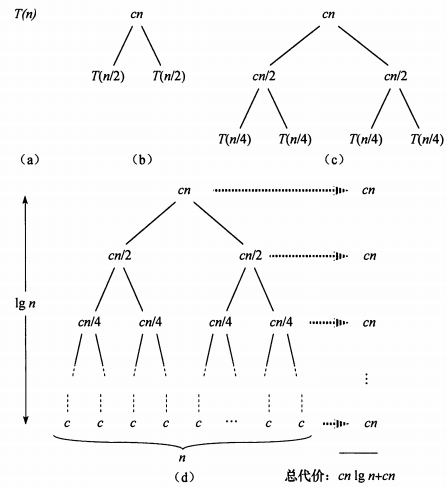 T(n)
cn
cn
T(n/2) T(n/2)
cn/2 cn/2
T(n/4) T(n/4) T(n/4) T(n/4)
(a) (b) (c)
cn cn
cn/2 cn/2 cn
lg n
cn/4 cn/4 cn/4 cn/4 cn
⋮
c c c c c … c c cn
n
(d)
总代价: cn lg n+cn